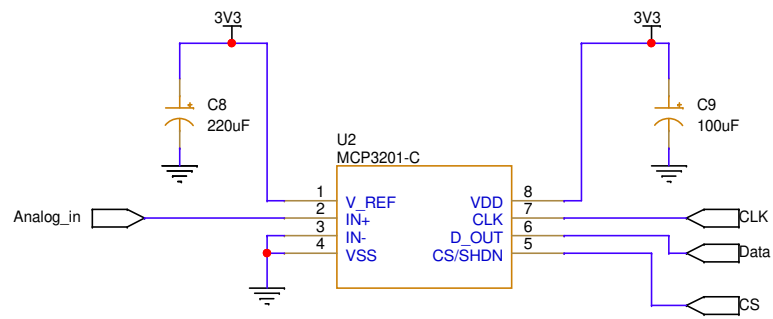 3V3
3V3
C8
220uF
C9
100uF
U2
MCP3201-C
1
V_REF
VDD
8
Analog_in
2
IN+
CLK
7
CLK
3
IN-
D_OUT
6
Data
4
VSS
CS/SHDN
5
CS